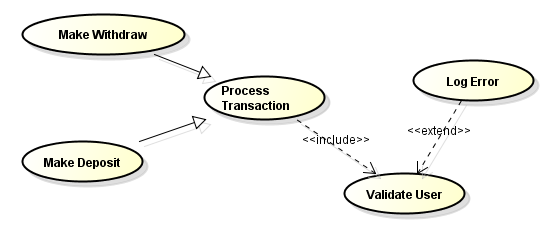 Make Withdraw
Process
Transaction
Log Error
<<include>>
<<extend>>
Make Deposit
Validate User